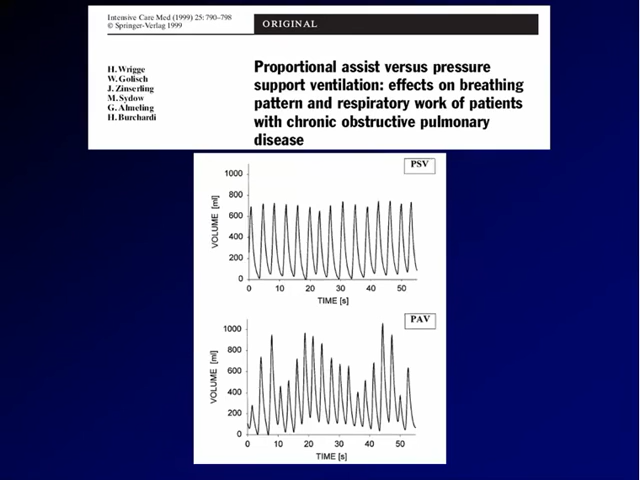 Intensive Care Med (1999) 25: 790–798
© Springer-Verlag 1999
ORIGINAL
H. Wrigge
W. Golisch
J. Zinserling
M. Sydow
G. Almeling
H. Burchardi
Proportional assist versus pressure
support ventilation: effects on breathing
pattern and respiratory work of patients
with chronic obstructive pulmonary
disease
PSV
1000
800
600
400
200
0
VOLUME [ml]
0 10 20 30 40 50
TIME [s]
PAV
1000
800
600
400
200
0
VOLUME [ml]
0 10 20 30 40 50
TIME [s]